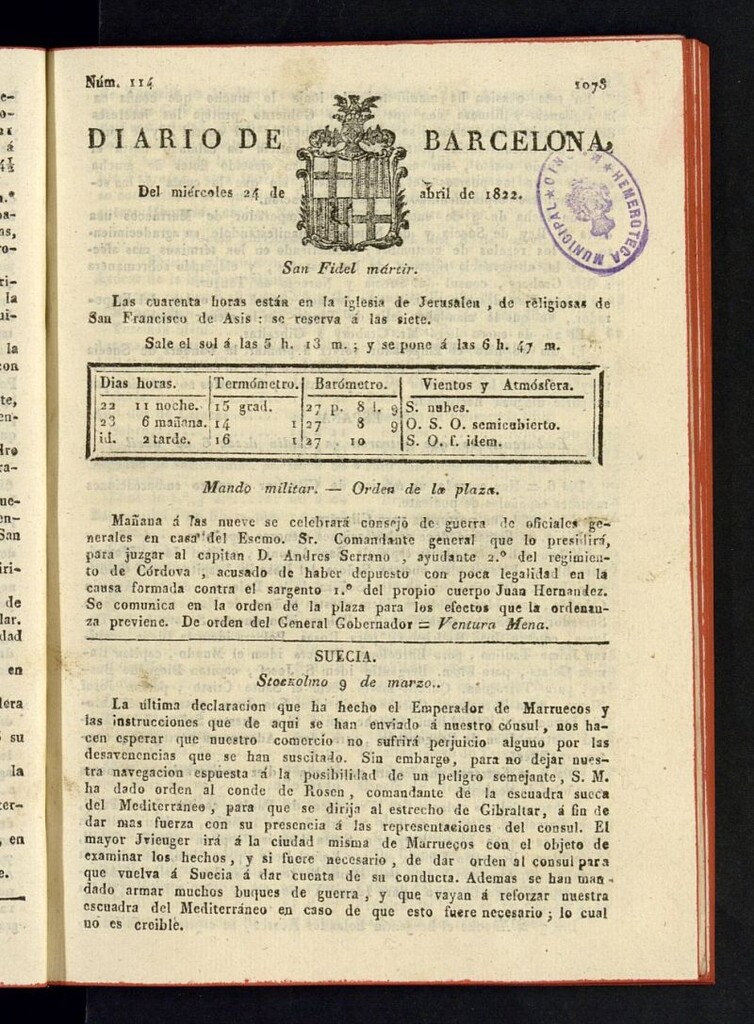 Núm. 114
1073
DIARIO DE BARCELONA,
Del miércoles 24 de abril de 1822.
HEMEROTECA MUNICIPAL
San Fidel mártir.
Las cuarenta horas están en la iglesia de Jerusalen, de religiosas de
San Francisco de Asis: se reserva á las siete.
Sale el sol á las 5 h. 13 m.; y se pone á las 6 h. 47 m.
Dias horas. Termómetro. Barómetro. Vientos y Atmósfera.
22 11 noche. 15 grad. 27 p. 8 l. 9 S. nubes.
23 6 mañana. 14 1 27 8 9 O. S. O. semicubierto.
id. 2 tarde. 16 1 27 . 10 S. O. f. idem.
Mando militar. — Orden de la plaza.
Mañana á las nueve se celebrará consejo de guerra de oficiales ge-
nerales en casa del Escmo. Sr. Comandante general que lo presidirá,
para juzgar al capitan D. Andres Serrano, ayudante 2.º del regimien-
to de Córdova, acusado de haber depuesto con poca legalidad en la
causa formada contra el sargento 1.º del propio cuerpo Juan Hernandez.
Se comunica en la orden de la plaza para los efectos que la ordenan-
za previene. De orden del General Gobernador = Ventura Mena.
SUECIA.
Stockolmo 9 de marzo..
La última declaracion que ha hecho el Emperador de Marruecos y
las instrucciones que de aqui se han enviado á nuestro cónsul, nos ha-
cen esperar que nuestro comercio no sufrirá perjuicio alguno por las
desavenencias que se han suscitado. Sin embargo, para no dejar nues-
tra navegacion espuesta á la posibilidad de un peligro semejante, S. M.
ha dado orden al conde de Rosen, comandante de la escuadra sueca
del Mediterráneo, para que se dirija al estrecho de Gibraltar, á fin de
dar mas fuerza con su presencia á las representaciones del consul. El
mayor irá á la ciudad misma de Marruecos con el objeto de
examinar los hechos, y si fuere necesario, de dar orden al consul para
que vuelva á Suecia á dar cuenta de su conducta. Ademas se han man-
dado armar muchos buques de guerra, y que vayan á reforzar nuestra
escuadra del Mediterráneo en caso de que esto fuere necesario; lo cual
no es creible.